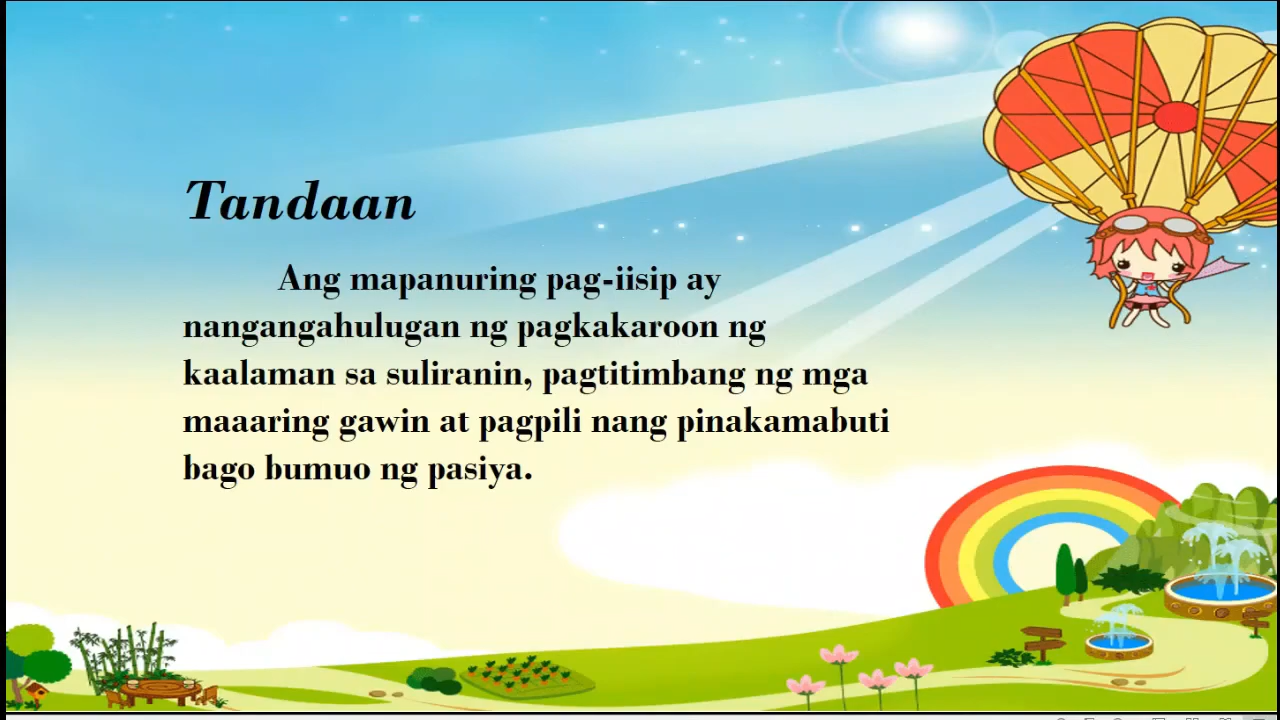 Tandaan
Ang mapanuring pag-iisip ay
nangangahulugan ng pagkakaroon ng
kaalaman sa suliranin, pagtitimbang ng mga
maaaring gawin at pagpili nang pinakamabuti
bago bumuo ng pasiya.